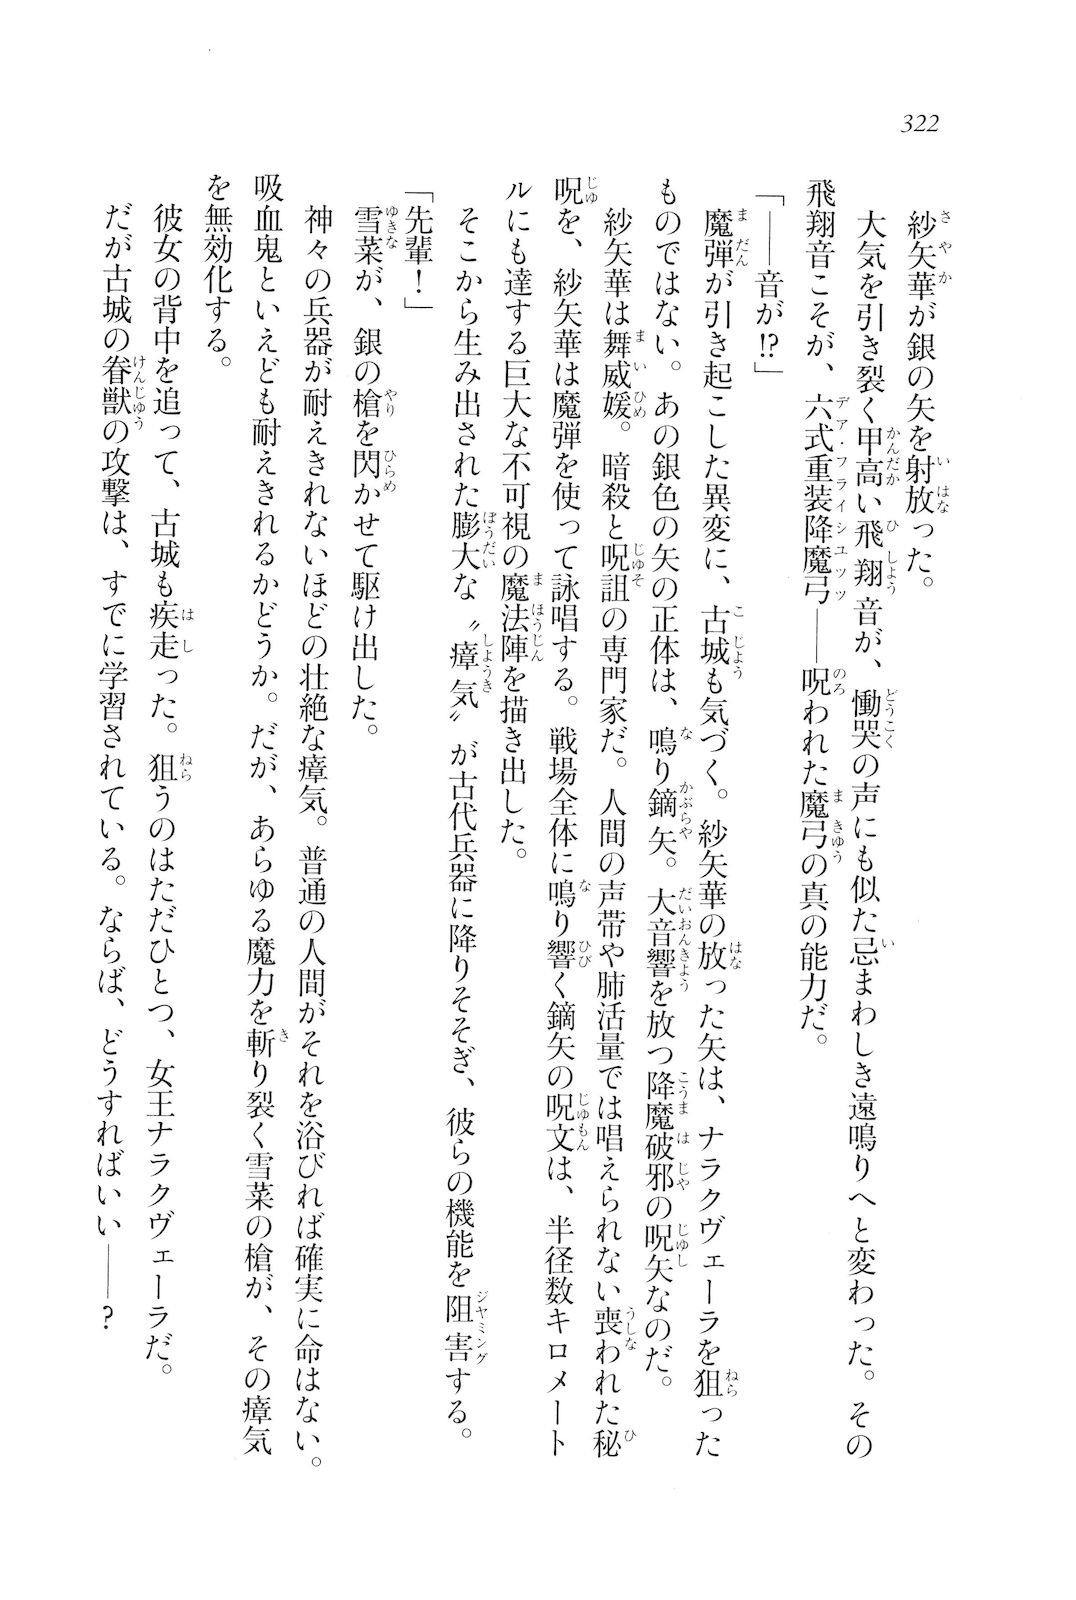 322
紗矢華が銀の矢を射放った。
大気を引き裂く甲高い飛翔音が、慟哭の声にも似た忌まわしき遠鳴りへと変わった。その
飛翔音こそが、六式重装降魔弓――呪われた魔弓の真の能力だ。
「――音が!?」
魔弾が引き起こした異変に、古城も気づく。紗矢華の放った矢は、ナラクヴェーラを狙った
ものではない。あの銀色の矢の正体は、鳴り鏑矢。大音響を放つ降魔破邪の呪矢なのだ。
紗矢華は舞威媛。暗殺と呪詛の専門家だ。人間の声帯や肺活量では唱えられない喪われた秘
呪を、紗矢華は魔弾を使って詠唱する。戦場全体に鳴り響く鏑矢の呪文は、半径数キロメート
ルにも達する巨大な不可視の魔法陣を描き出した。
そこから生み出された膨大な〝瘴気〟が古代兵器に降りそそぎ、彼らの機能を阻害する。
「先輩！」
雪菜が、銀の槍を閃かせて駆け出した。
神々の兵器が耐えきれないほどの壮絶な瘴気。普通の人間がそれを浴びれば確実に命はない。
吸血鬼といえども耐えきれるかどうか。だが、あらゆる魔力を斬り裂く雪菜の槍が、その瘴気
を無効化する。
彼女の背中を追って、古城も疾走った。狙うのはただひとつ、女王ナラクヴェーラだ。
だが古城の眷獣の攻撃は、すでに学習されている。ならば、どうすればいい――？